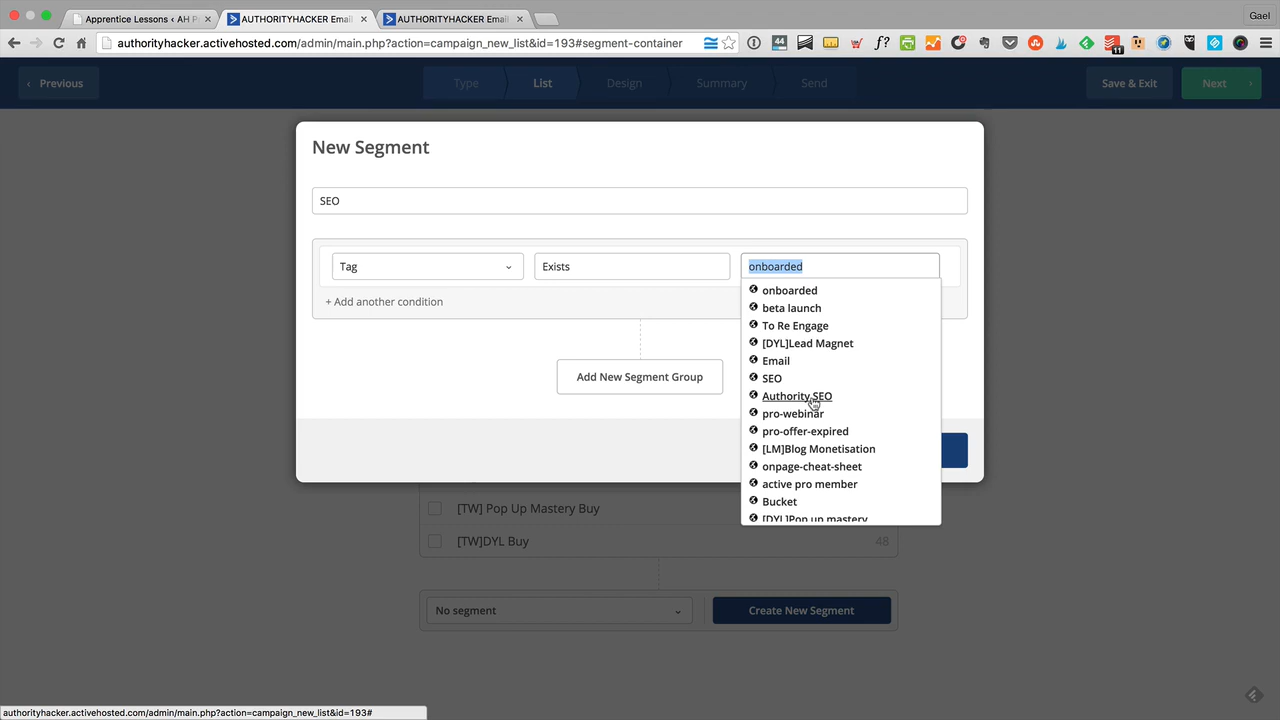 Apprentice Lessons ‹ AH P
AUTHORITYHACKER Emai
AUTHORITYHACKER Email
Gael
authorityhacker.activehosted.com/admin/main.php?action=campaign_new_list&id=193#segment-container
44
f?
11
‹ Previous
Type
List
Design
Summary
Send
Save & Exit
Next ›
New Segment
SEO
Tag
Exists
onboarded
+ Add another condition
onboarded
beta launch
To Re Engage
[DYL]Lead Magnet
Email
SEO
Authority SEO
pro-webinar
pro-offer-expired
[LM]Blog Monetisation
onpage-cheat-sheet
active pro member
Bucket
[DYL]Pop up mastery
Add New Segment Group
[TW] Pop Up Mastery Buy
[TW]DYL Buy
48
No segment
Create New Segment
authorityhacker.activehosted.com/admin/main.php?action=campaign_new_list&id=193#